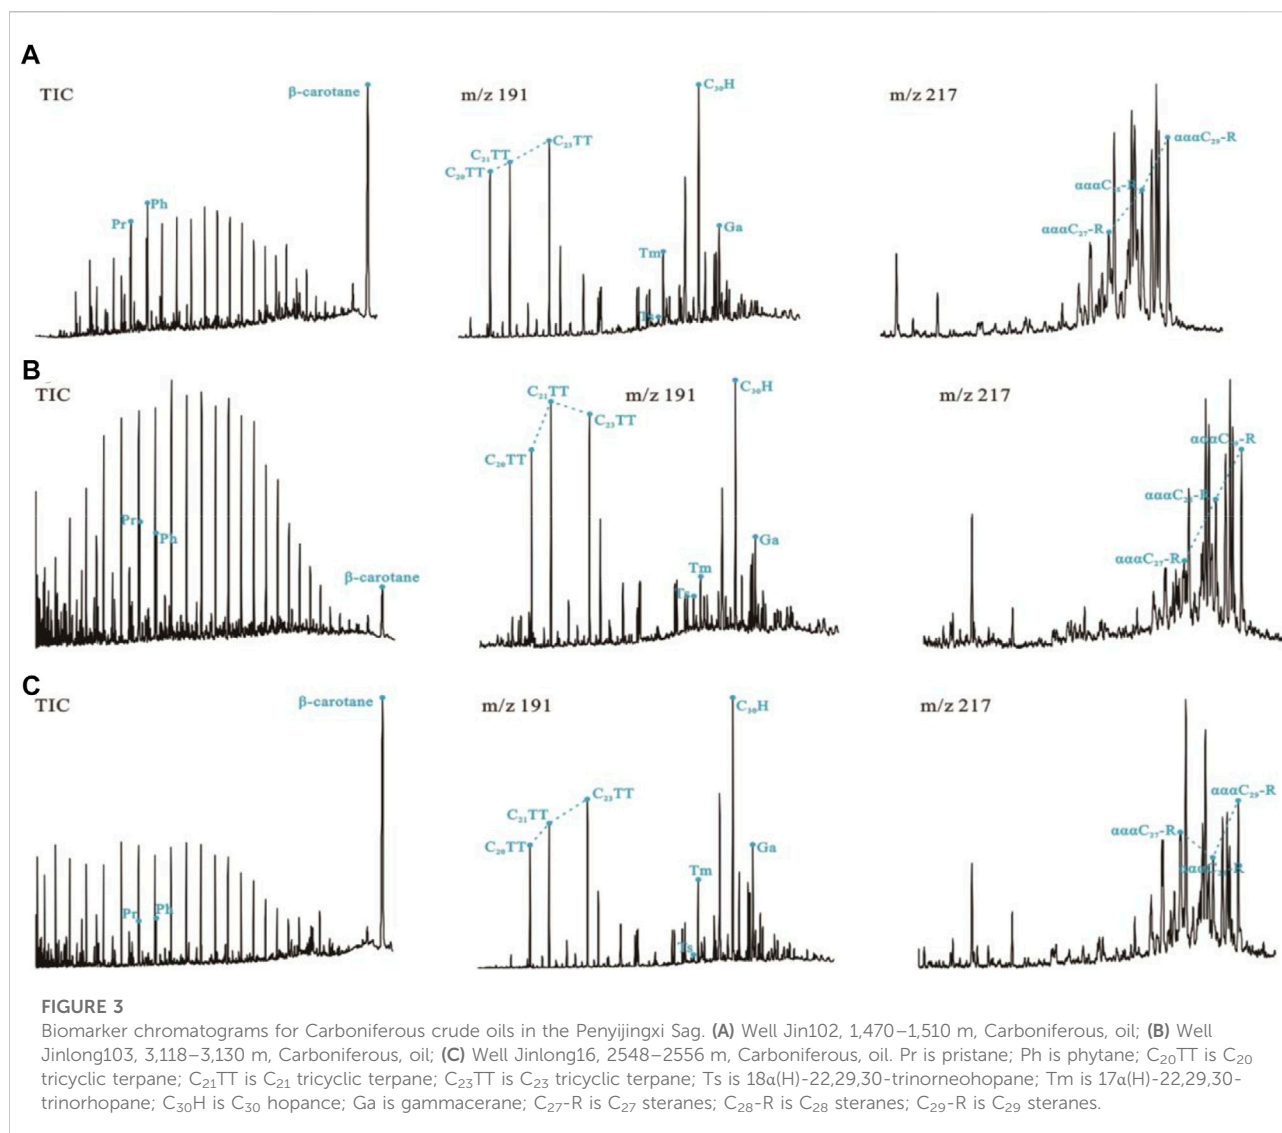 A
TIC
β-carotane
Pr
Ph
m/z 191
C₂₀TT
C₂₁TT
C₂₃TT
Ts
Tm
C₃₀H
Ga
m/z 217
αααC₂₇-R
αααC₂₈-R
αααC₂₉-R
B
TIC
Pr
Ph
β-carotane
m/z 191
C₂₀TT
C₂₁TT
C₂₃TT
Ts
Tm
C₃₀H
Ga
m/z 217
αααC₂₇-R
αααC₂₈-R
αααC₂₉-R
C
TIC
β-carotane
Pr
Ph
m/z 191
C₂₀TT
C₂₁TT
C₂₃TT
Ts
Tm
C₃₀H
Ga
m/z 217
αααC₂₇-R
αααC₂₈-R
αααC₂₉-R
FIGURE 3
Biomarker chromatograms for Carboniferous crude oils in the Penyijingxi Sag. (A) Well Jin102, 1,470–1,510 m, Carboniferous, oil; (B) Well
Jinlong103, 3,118–3,130 m, Carboniferous, oil; (C) Well Jinlong16, 2548–2556 m, Carboniferous, oil. Pr is pristane; Ph is phytane; C₂₀TT is C₂₀
tricyclic terpane; C₂₁TT is C₂₁ tricyclic terpane; C₂₃TT is C₂₃ tricyclic terpane; Ts is 18α(H)-22,29,30-trinorneohopane; Tm is 17α(H)-22,29,30-
trinorhopane; C₃₀H is C₃₀ hopance; Ga is gammacerane; C₂₇-R is C₂₇ steranes; C₂₈-R is C₂₈ steranes; C₂₉-R is C₂₉ steranes.